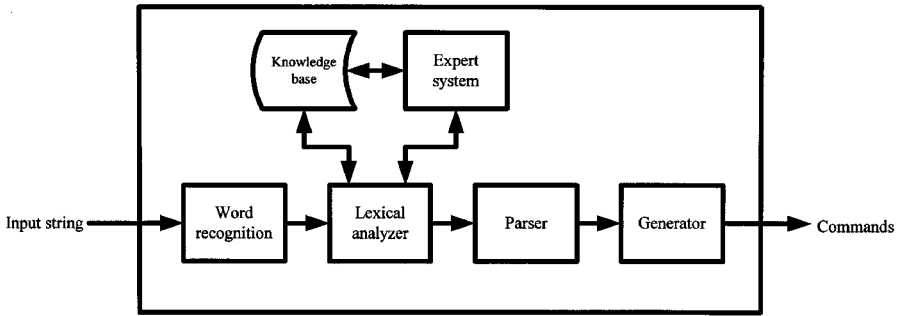 Knowledge
base
Expert
system
Input string
Word
recognition
Lexical
analyzer
Parser
Generator
Commands